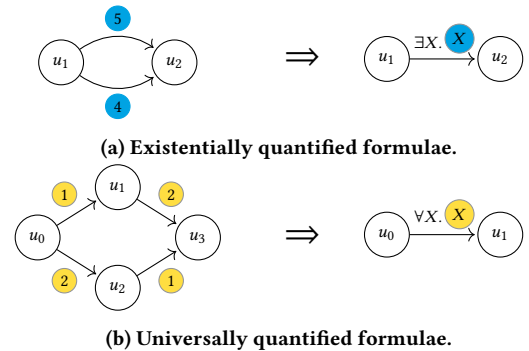 5
u₁ u₂ ⇒ u₁ ∃X. X u₂
4
(a) Existentially quantified formulae.
1 u₁ 2
u₀ u₃ ⇒ u₀ ∀X. X u₁
2 u₂ 1
(b) Universally quantified formulae.